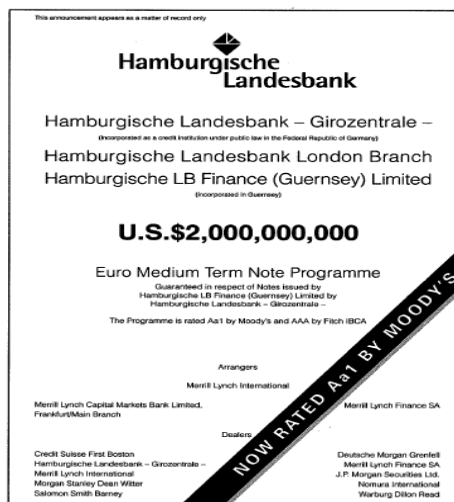 This announcement appears as a matter of record only
Hamburgische
Landesbank
Hamburgische Landesbank – Girozentrale –
(Incorporated as a credit institution under public law in the Federal Republic of Germany)
Hamburgische Landesbank London Branch
Hamburgische LB Finance (Guernsey) Limited
(Incorporated in Guernsey)
U.S.$2,000,000,000
Euro Medium Term Note Programme
Guaranteed in respect of Notes issued by
Hamburgische LB Finance (Guernsey) Limited by
Hamburgische Landesbank – Girozentrale –
The Programme is rated Aa1 by Moody's and AAA by Fitch IBCA
Arrangers
Merrill Lynch International
Merrill Lynch Capital Markets Bank Limited,
Frankfurt/Main Branch
Merrill Lynch Finance SA
Dealers
Credit Suisse First Boston
Hamburgische Landesbank – Girozentrale –
Merrill Lynch International
Morgan Stanley Dean Witter
Salomon Smith Barney
Deutsche Morgan Grenfell
Merrill Lynch Finance SA
J.P. Morgan Securities Ltd.
Nomura International
Warburg Dillon Read
NOW RATED Aa1 BY MOODY'S